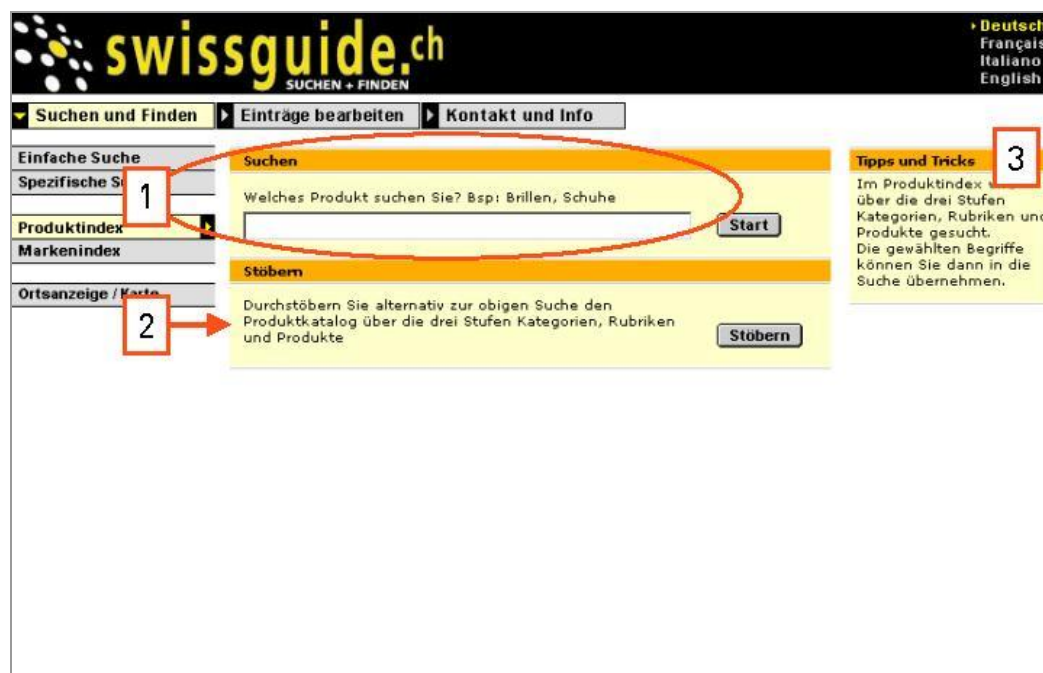 swissguide.ch
SUCHEN + FINDEN
Deutsch
Français
Italiano
English
Suchen und Finden
Einträge bearbeiten
Kontakt und Info
Einfache Suche
Spezifische
Produktindex
Markenindex
Ortsanzeige / Karte
1
2
Suchen
Welches Produkt suchen Sie? Bsp: Brillen, Schuhe
Start
Stöbern
Durchstöbern Sie alternativ zur obigen Suche den
Produktkatalog über die drei Stufen Kategorien, Rubriken
und Produkte
Stöbern
Tipps und Tricks
3
Im Produktindex
über die drei Stufen
Kategorien, Rubriken und
Produkte gesucht.
Die gewählten Begriffe
können Sie dann in die
Suche übernehmen.